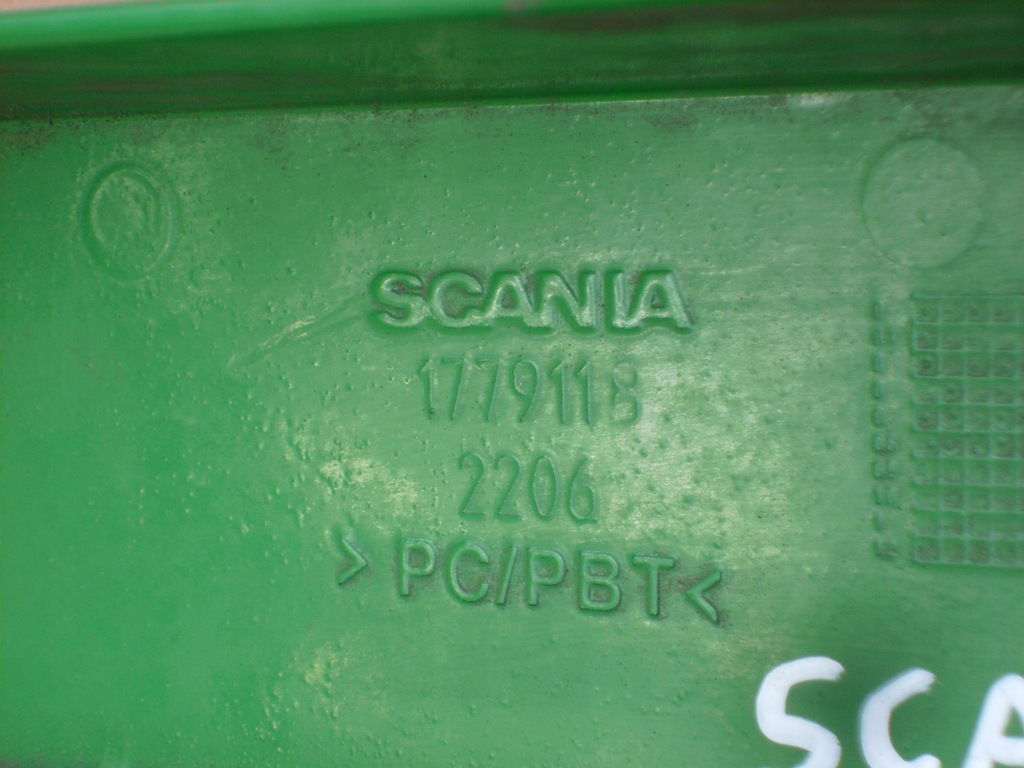 SCANIA
1779118
2206
> PC/PBT <
SCA